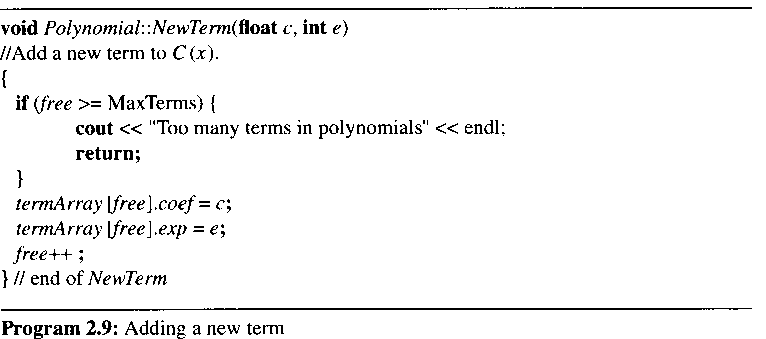 void Polynomial::NewTerm(float c, int e)
//Add a new term to C(x).
{
if (free >= MaxTerms) {
cout << "Too many terms in polynomials" << endl;
return;
}
termArray [free].coef = c;
termArray [free].exp = e;
free++ ;
} // end of NewTerm
Program 2.9: Adding a new term